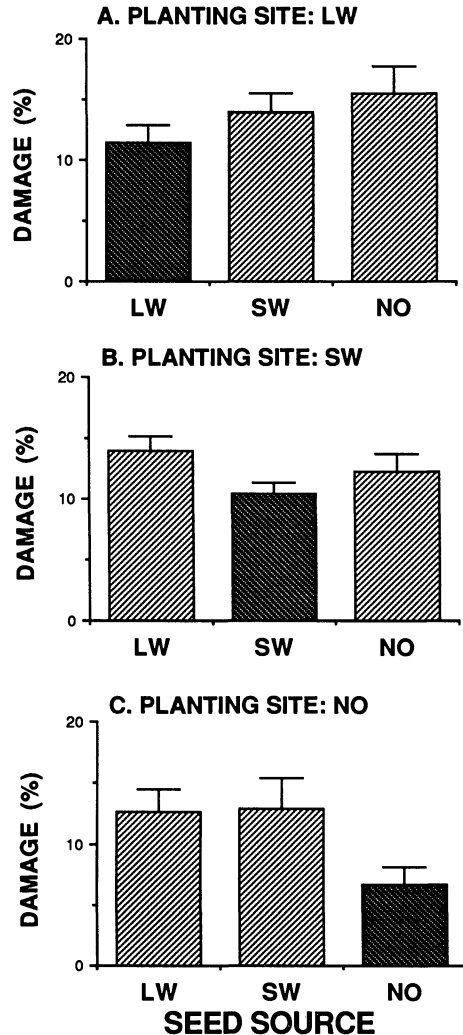 A. PLANTING SITE: LW
DAMAGE (%)
20
10
0
LW SW NO
B. PLANTING SITE: SW
DAMAGE (%)
20
10
0
LW SW NO
C. PLANTING SITE: NO
DAMAGE (%)
20
10
0
LW SW NO
SEED SOURCE